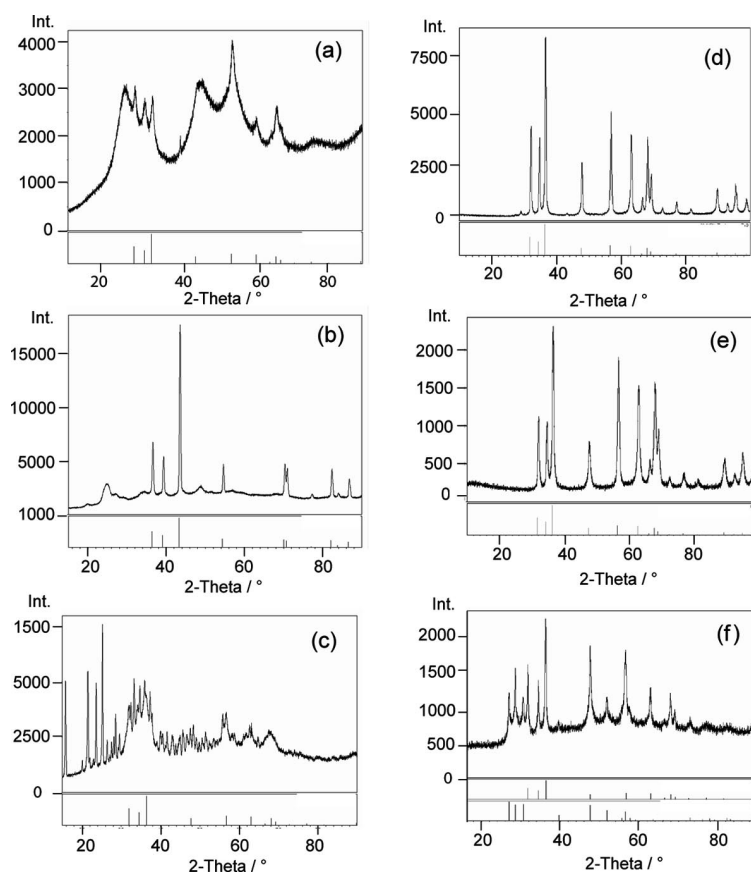 Int.
(a)
4000
3000
2000
1000
0
20 40 60 80
2-Theta / °
Int.
(b)
15000
10000
5000
1000
20 40 60 80
2-Theta / °
Int.
(c)
1500
5000
2500
0
20 40 60 80
2-Theta / °
Int.
(d)
7500
5000
2500
0
20 40 60 80
2-Theta / °
Int.
(e)
2000
1500
1000
500
0
20 40 60 80
2-Theta / °
Int.
(f)
2000
1500
1000
500
0
20 40 60 80
2-Theta / °